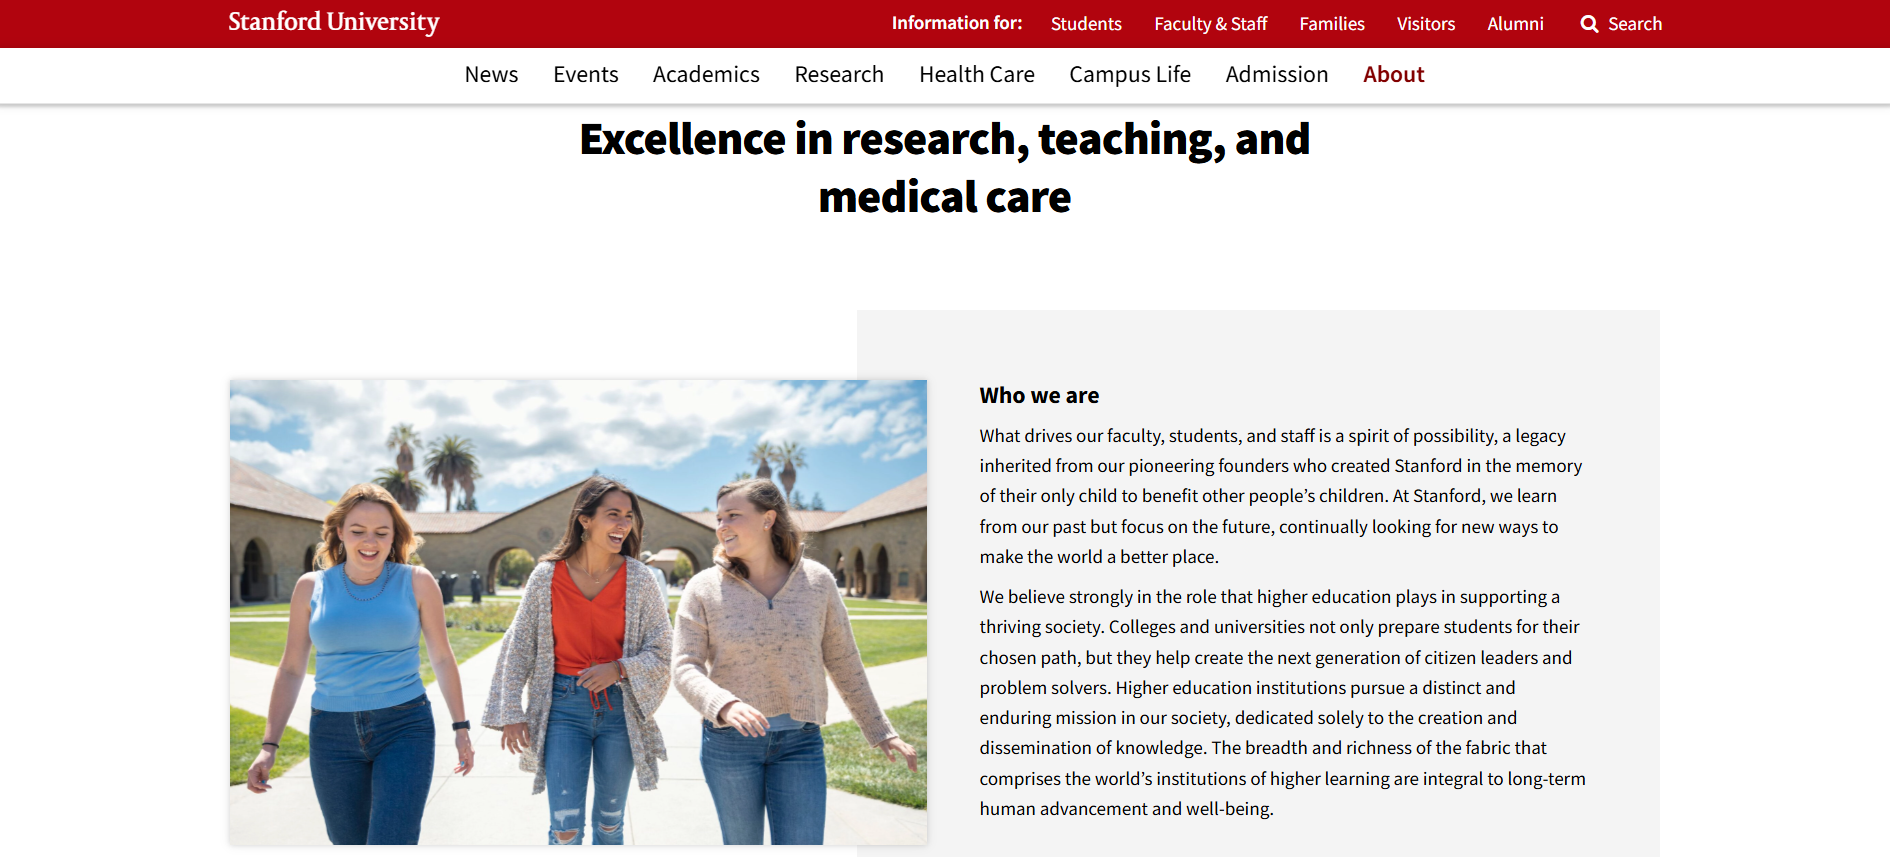 Stanford University
Information for: Students Faculty & Staff Families Visitors Alumni Search
News Events Academics Research Health Care Campus Life Admission About
Excellence in research, teaching, and
medical care
Who we are
What drives our faculty, students, and staff is a spirit of possibility, a legacy
inherited from our pioneering founders who created Stanford in the memory
of their only child to benefit other people’s children. At Stanford, we learn
from our past but focus on the future, continually looking for new ways to
make the world a better place.
We believe strongly in the role that higher education plays in supporting a
thriving society. Colleges and universities not only prepare students for their
chosen path, but they help create the next generation of citizen leaders and
problem solvers. Higher education institutions pursue a distinct and
enduring mission in our society, dedicated solely to the creation and
dissemination of knowledge. The breadth and richness of the fabric that
comprises the world’s institutions of higher learning are integral to long-term
human advancement and well-being.